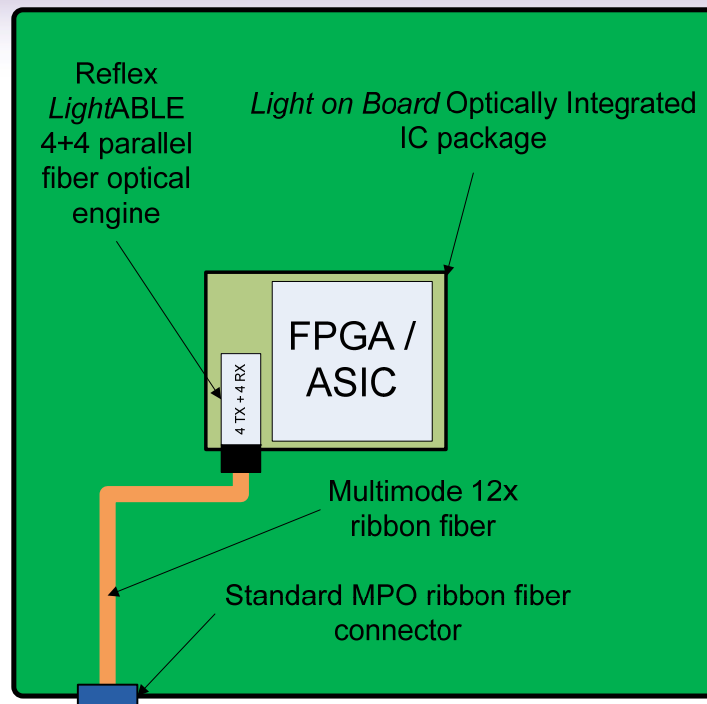 Reflex
LightABLE
4+4 parallel
fiber optical
engine
Light on Board Optically Integrated
IC package
FPGA /
ASIC
4 TX + 4 RX
Multimode 12x
ribbon fiber
Standard MPO ribbon fiber
connector